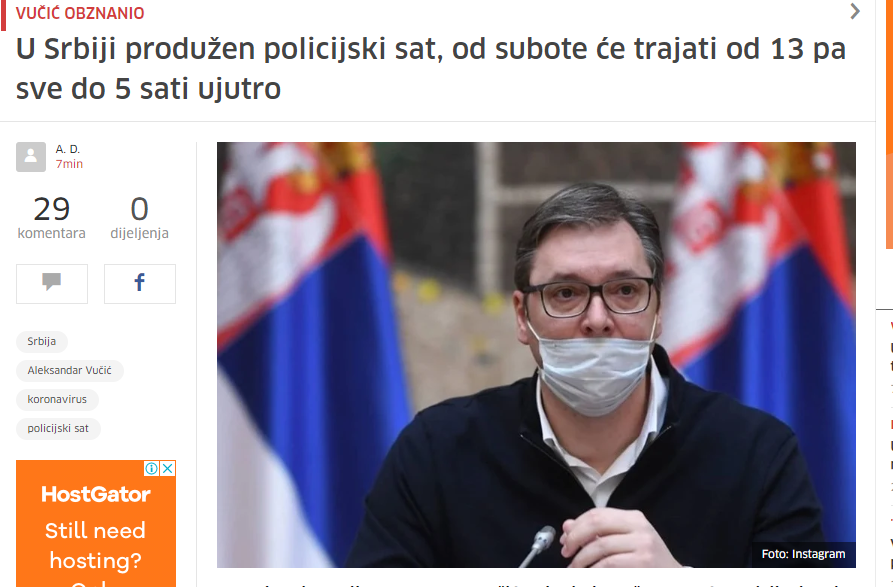 VUČIĆ OBZNANIO
U Srbiji produžen policijski sat, od subote će trajati od 13 pa
sve do 5 sati ujutro
A. D.
7min
29
komentara
0
dijeljenja
f
Srbija
Aleksandar Vučić
koronavirus
policijski sat
HostGator
Still need
hosting?
Foto: Instagram